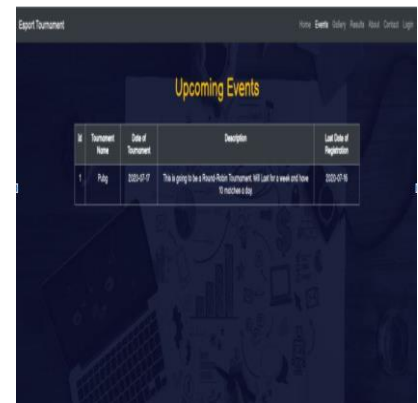 Esport Tournament
Home Events Gallery Results About Contact Login
Upcoming Events
Id Tournament Name Date of Tournament Description Last Date of Registration
1 Pubg 2020-07-17 This is going to be a Round-Robin Tournament. Will Last for a week and have
10 matches a day. 2020-07-16